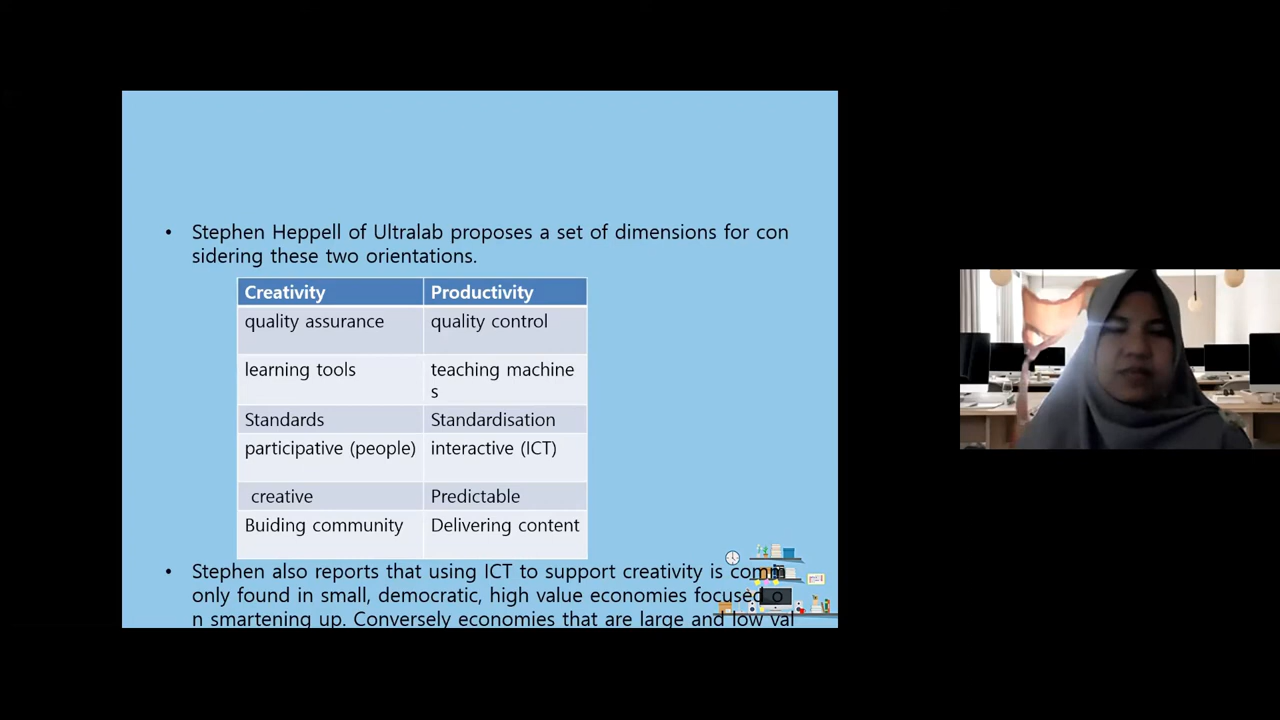 • Stephen Heppell of Ultralab proposes a set of dimensions for con
sidering these two orientations.
Creativity Productivity
quality assurance quality control
learning tools teaching machine
s
Standards Standardisation
participative (people) interactive (ICT)
creative Predictable
Buiding community Delivering content
• Stephen also reports that using ICT to support creativity is comm
only found in small, democratic, high value economies focused o
n smartening up. Conversely economies that are large and low val